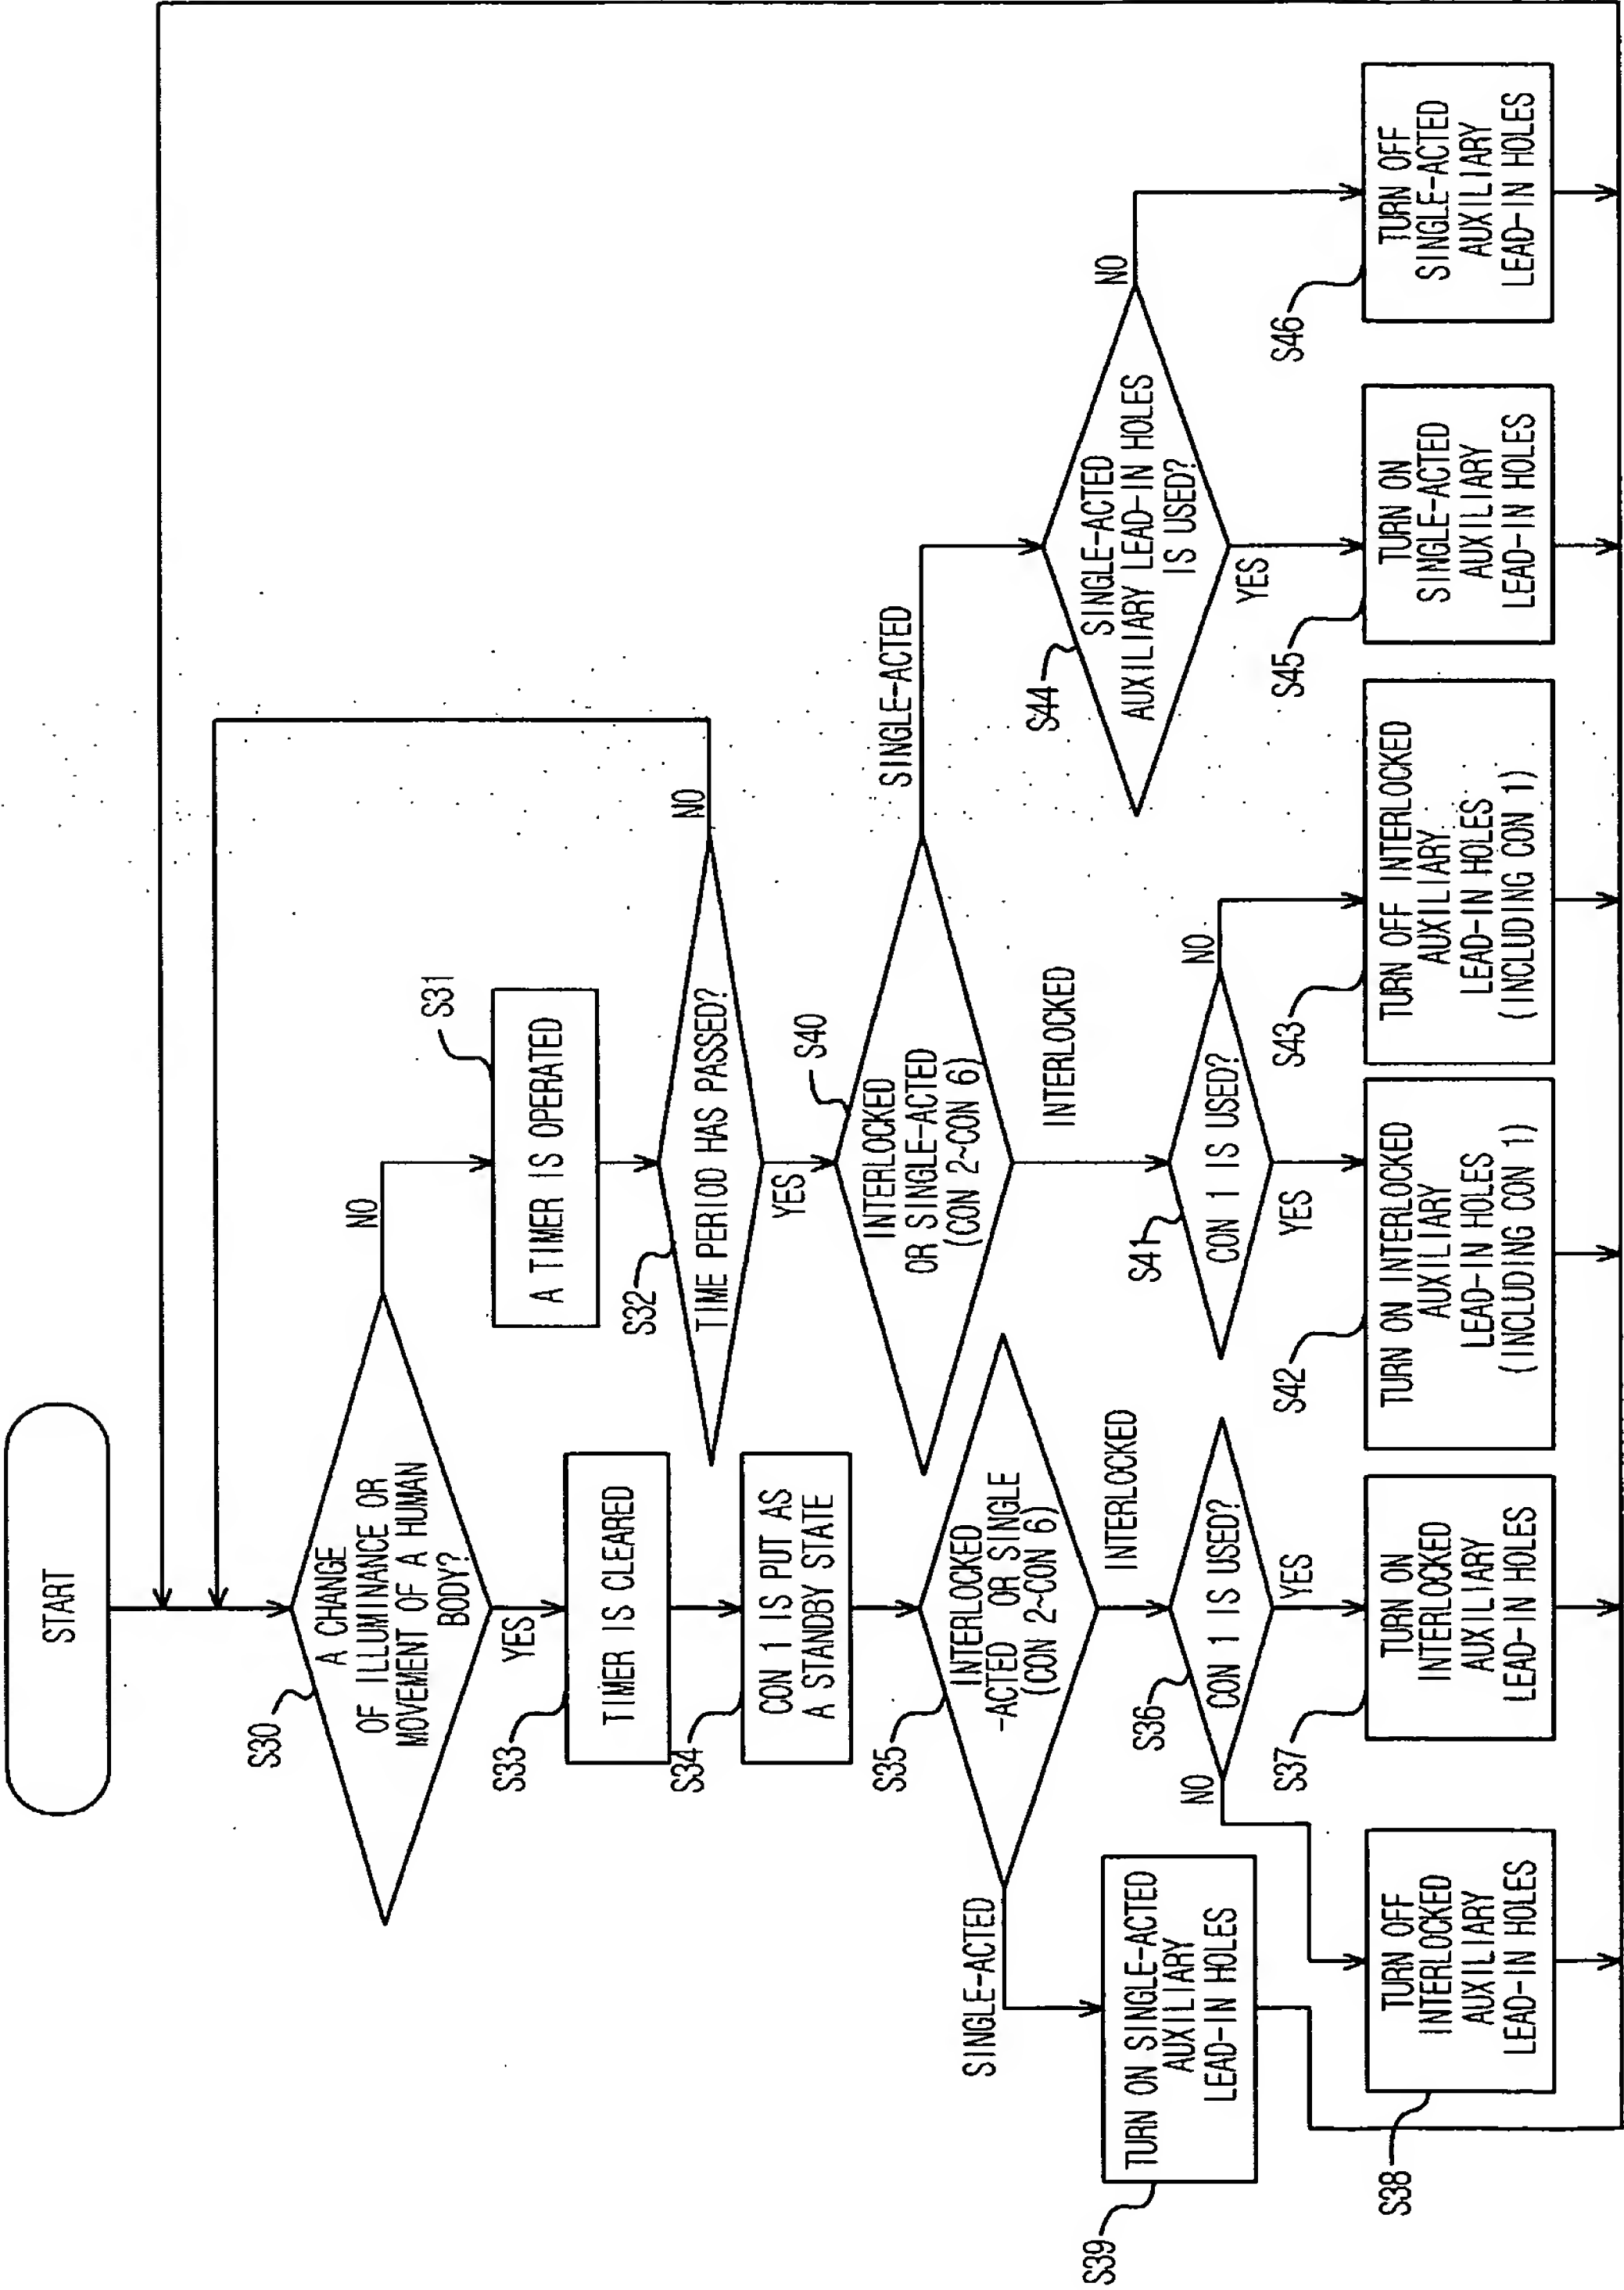 START
S30
A CHANGE
OF ILLUMINANCE OR
MOVEMENT OF A HUMAN
BODY?
NO
YES
S31
A TIMER IS OPERATED
S32
TIME PERIOD HAS PASSED?
NO
YES
S33
TIMER IS CLEARED
S34
CON 1 IS PUT AS
A STANDBY STATE
S35
INTERLOCKED
-ACTED OR SINGLE
(CON 2~CON 6)
SINGLE-ACTED
INTERLOCKED
S40
INTERLOCKED
OR SINGLE-ACTED
(CON 2~CON 6)
SINGLE-ACTED
INTERLOCKED
S39
TURN ON SINGLE-ACTED
AUXILIARY
LEAD-IN HOLES
S36
CON 1 IS USED?
NO
YES
S41
CON 1 IS USED?
NO
YES
S44
SINGLE-ACTED
AUXILIARY LEAD-IN HOLES
IS USED?
NO
YES
S38
TURN OFF
INTERLOCKED
AUXILIARY
LEAD-IN HOLES
S37
TURN ON
INTERLOCKED
AUXILIARY
LEAD-IN HOLES
S42
TURN ON INTERLOCKED
AUXILIARY
LEAD-IN HOLES
(INCLUDING CON 1)
S43
TURN OFF INTERLOCKED
AUXILIARY
LEAD-IN HOLES
(INCLUDING CON 1)
S45
TURN ON
SINGLE-ACTED
AUXILIARY
LEAD-IN HOLES
S46
TURN OFF
SINGLE-ACTED
AUXILIARY
LEAD-IN HOLES